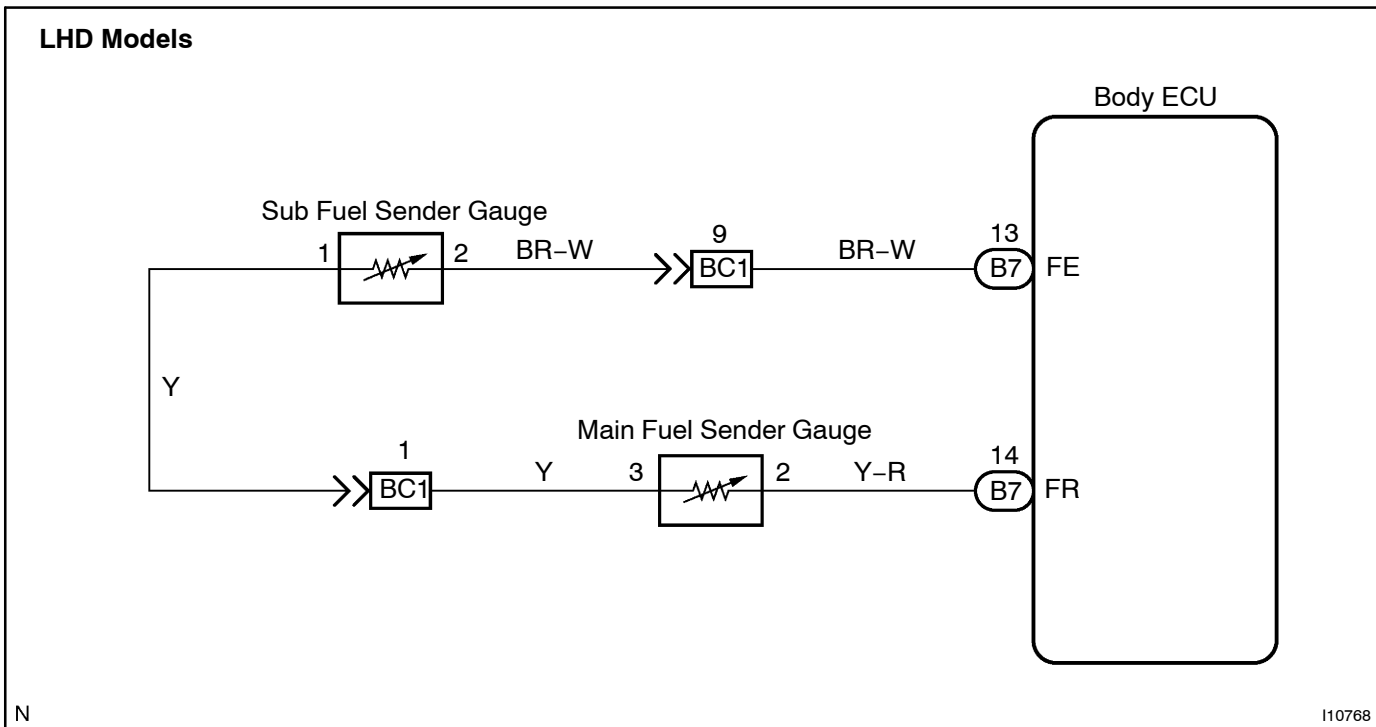 LHD Models
Body ECU
Sub Fuel Sender Gauge
1 2 BR−W 9 BC1 BR−W 13 B7 FE
Y
Main Fuel Sender Gauge
1 BC1 Y 3 2 Y−R 14 B7 FR
N I10768